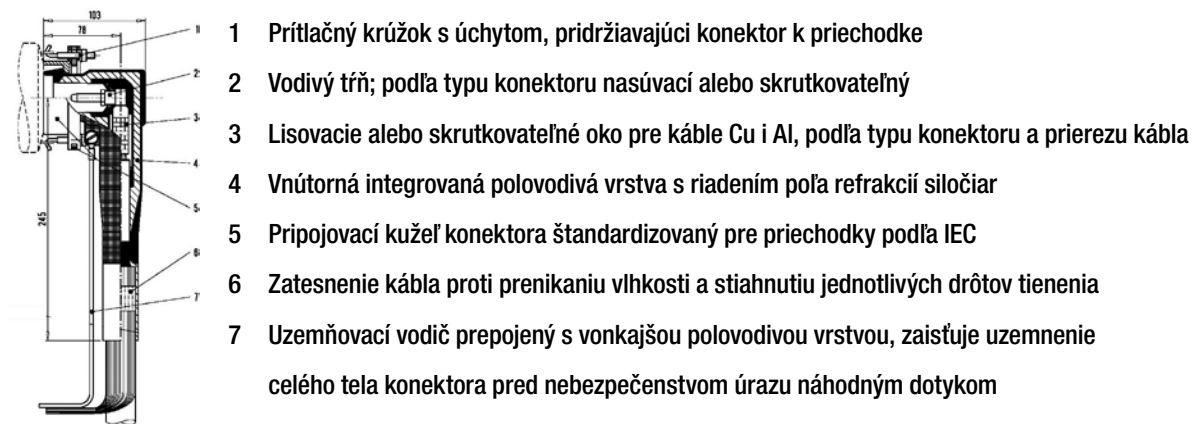 103
78
245
1 Prítlačný krúžok s úchytom, pridržiavajúci konektor k priechodke
2 Vodivý tŕň; podľa typu konektoru nasúvací alebo skrutkovateľný
3 Lisovacie alebo skrutkovateľné oko pre káble Cu i Al, podľa typu konektoru a prierezu kábla
4 Vnútorná integrovaná polovodivá vrstva s riadením poľa refrakcií siločiar
5 Pripojovací kužeľ konektora štandardizovaný pre priechodky podľa IEC
6 Zatesnenie kábla proti prenikaniu vlhkosti a stiahnutiu jednotlivých drôtov tienenia
7 Uzemňovací vodič prepojený s vonkajšou polovodivou vrstvou, zaisťuje uzemnenie
celého tela konektora pred nebezpečenstvom úrazu náhodným dotykom